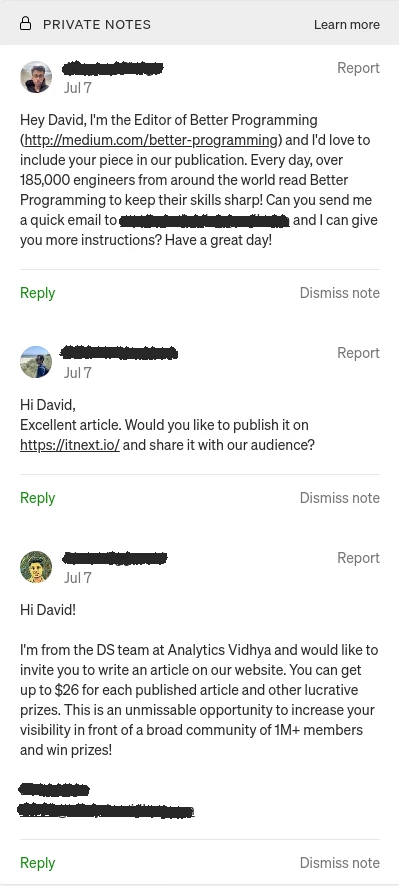 PRIVATE NOTES Learn more
Report
Jul 7
Hey David, I'm the Editor of Better Programming
(http://medium.com/better-programming) and I'd love to
include your piece in our publication. Every day, over
185,000 engineers from around the world read Better
Programming to keep their skills sharp! Can you send me
a quick email to and I can give
you more instructions? Have a great day!
Reply Dismiss note
Report
Jul 7
Hi David,
Excellent article. Would you like to publish it on
https://itnext.io/ and share it with our audience?
Reply Dismiss note
Report
Jul 7
Hi David!
I'm from the DS team at Analytics Vidhya and would like to
invite you to write an article on our website. You can get
up to $26 for each published article and other lucrative
prizes. This is an unmissable opportunity to increase your
visibility in front of a broad community of 1M+ members
and win prizes!
Reply Dismiss note